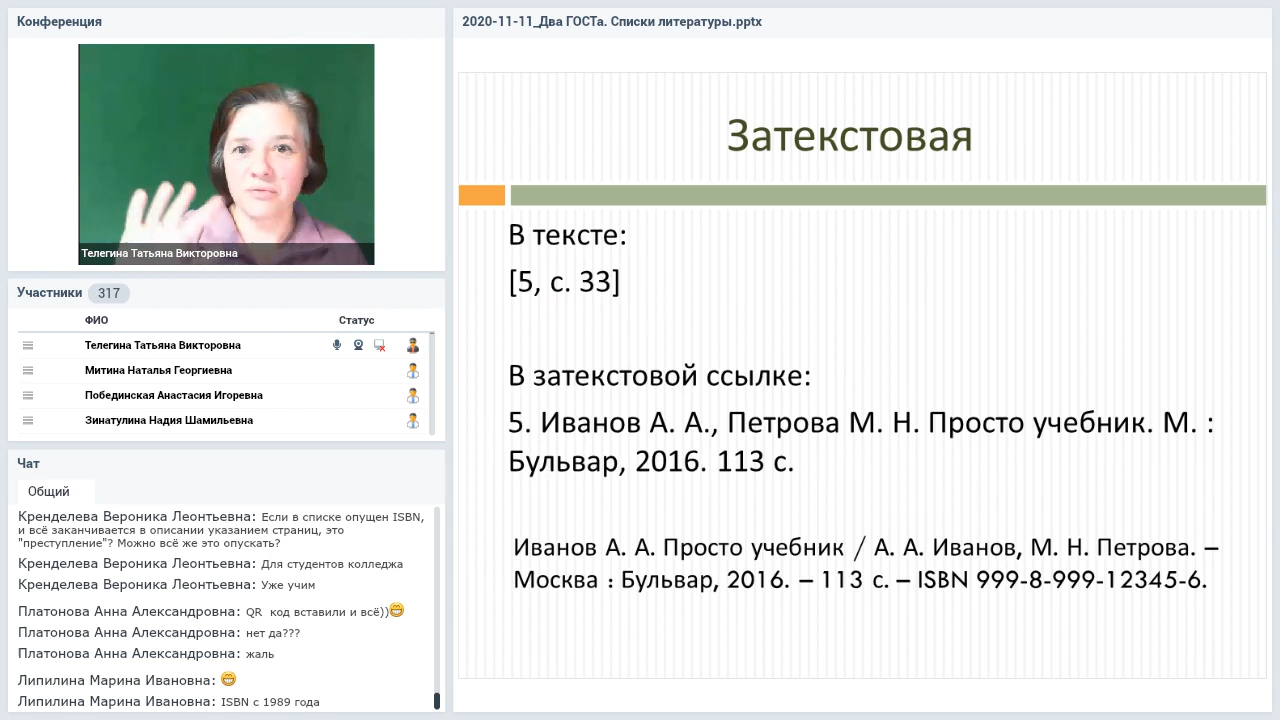 Конференция
Телегина Татьяна Викторовна
Участники 317
ФИО Статус
Телегина Татьяна Викторовна
Митина Наталья Георгиевна
Побединская Анастасия Игоревна
Зинатулина Надия Шамильевна
Чат
Общий
Кренделева Вероника Леонтьевна: Если в списке опущен ISBN,
и всё заканчивается в описании указанием страниц, это
"преступление"? Можно всё же это опускать?
Кренделева Вероника Леонтьевна: Для студентов колледжа
Кренделева Вероника Леонтьевна: Уже учим
Платонова Анна Александровна: QR код вставили и всё))
Платонова Анна Александровна: нет да???
Платонова Анна Александровна: жаль
Липилина Марина Ивановна:
Липилина Марина Ивановна: ISBN с 1989 года
2020-11-11_Два ГОСТа. Списки литературы.pptx
Затекстовая
В тексте:
[5, с. 33]
В затекстовой ссылке:
5. Иванов А. А., Петрова М. Н. Просто учебник. М. :
Бульвар, 2016. 113 с.
Иванов А. А. Просто учебник / А. А. Иванов, М. Н. Петрова. –
Москва : Бульвар, 2016. – 113 с. – ISBN 999-8-999-12345-6.